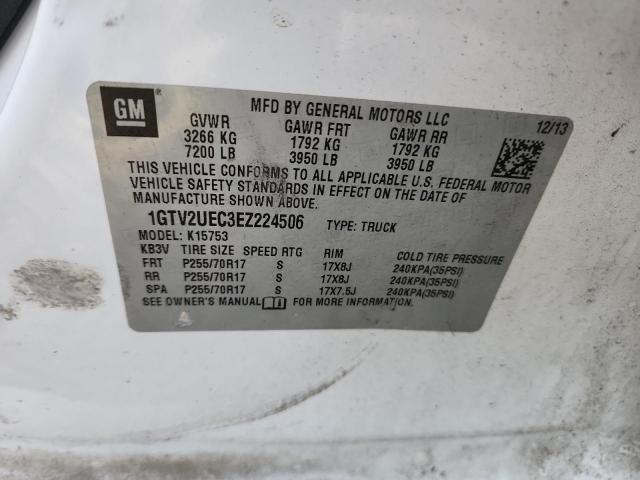 GM
®
MFD BY GENERAL MOTORS LLC
12/13
GVWR GAWR FRT GAWR RR
3266 KG 1792 KG 1792 KG
7200 LB 3950 LB 3950 LB
THIS VEHICLE CONFORMS TO ALL APPLICABLE U.S. FEDERAL MOTOR
VEHICLE SAFETY STANDARDS IN EFFECT ON THE DATE OF
MANUFACTURE SHOWN ABOVE.
1GTV2UEC3EZ224506 TYPE: TRUCK
MODEL: K15753
KB3V TIRE SIZE SPEED RTG RIM COLD TIRE PRESSURE
FRT P255/70R17 S 17X8J 240KPA(35PSI)
RR P255/70R17 S 17X8J 240KPA(35PSI)
SPA P255/70R17 S 17X7.5J 240KPA(35PSI)
SEE OWNER'S MANUAL FOR MORE INFORMATION.